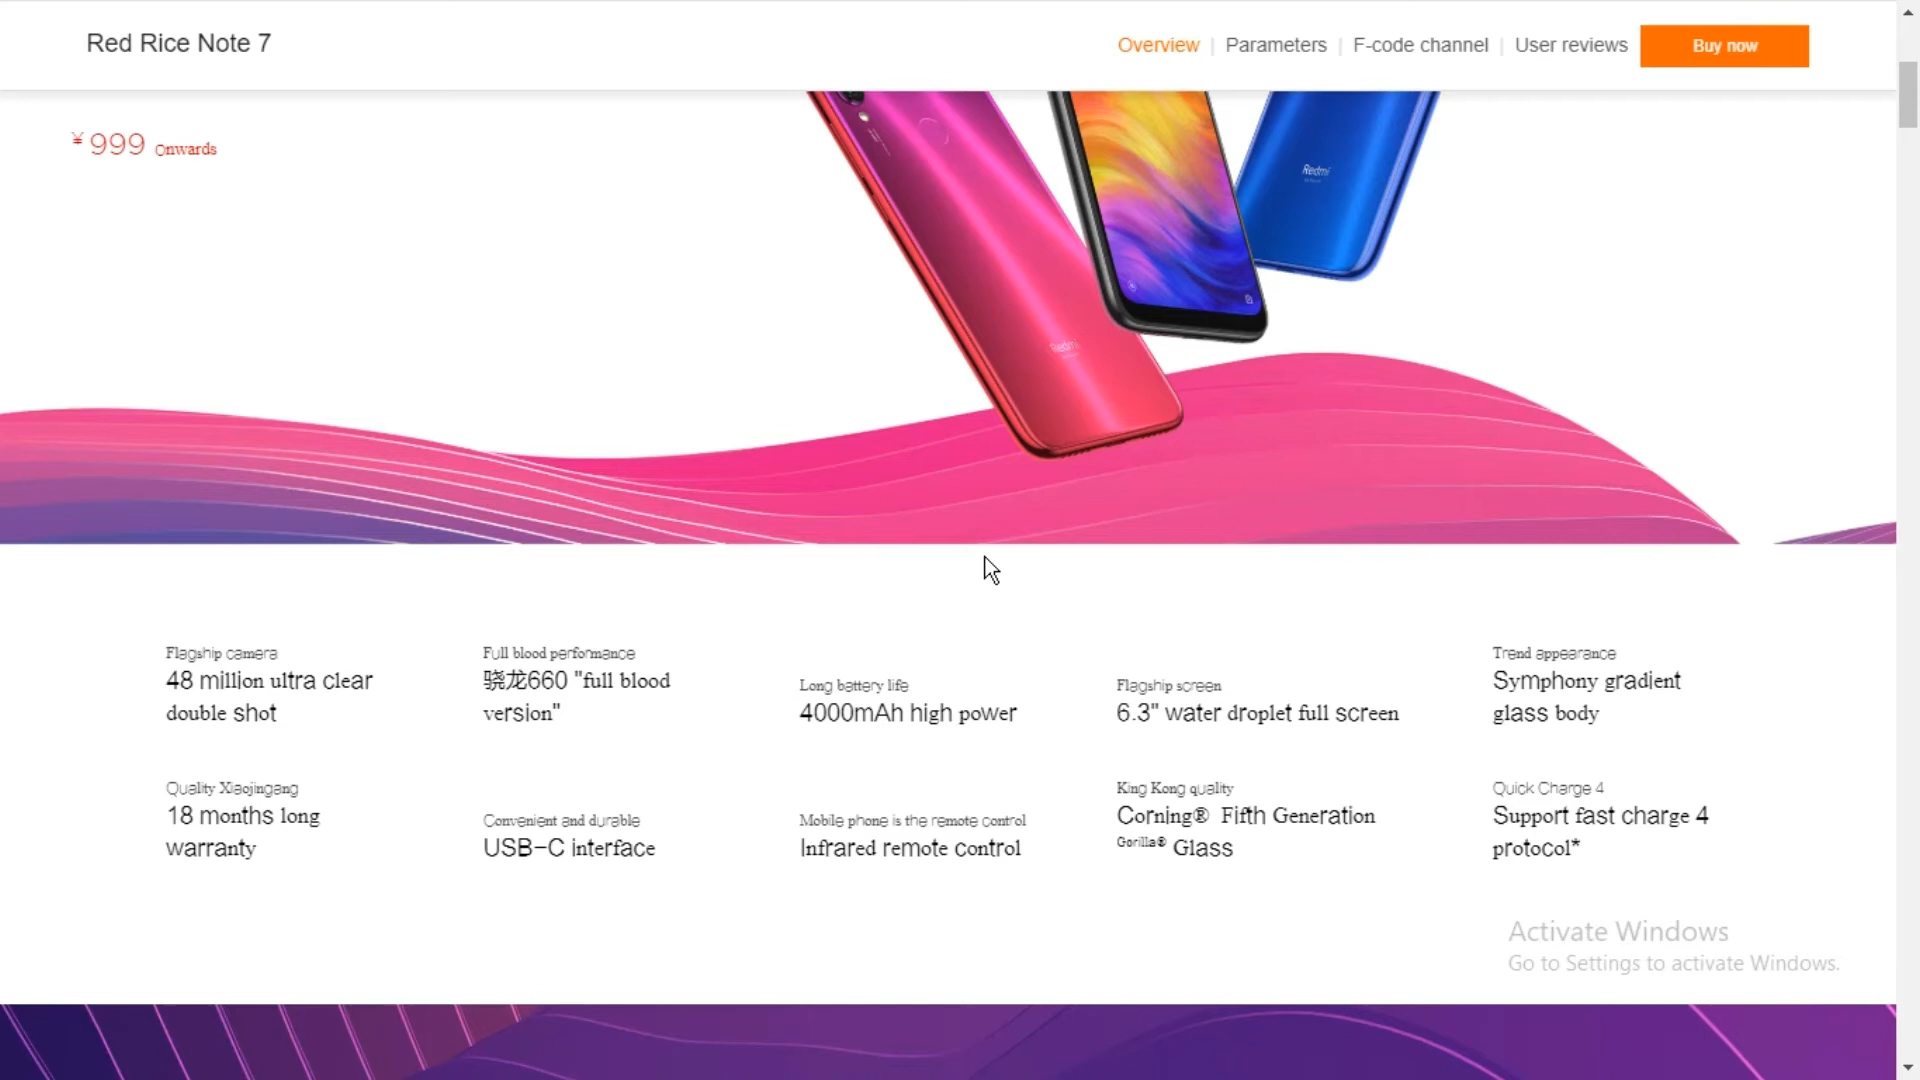 Red Rice Note 7
Overview | Parameters | F-code channel | User reviews
Buy now
¥ 999 Onwards
Redmi
Redmi
Flagship camera
48 million ultra clear
double shot
Full blood performance
骁龙660 "full blood
version"
Long battery life
4000mAh high power
Flagship screen
6.3" water droplet full screen
Trend appearance
Symphony gradient
glass body
Quality Xiaojingang
18 months long
warranty
Convenient and durable
USB-C interface
Mobile phone is the remote control
Infrared remote control
King Kong quality
Corning® Fifth Generation
Gorilla® Glass
Quick Charge 4
Support fast charge 4
protocol*
Activate Windows
Go to Settings to activate Windows.